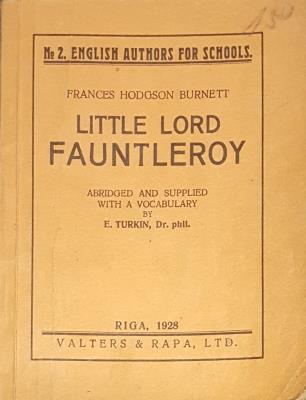 150
№ 2. ENGLISH AUTHORS FOR SCHOOLS.
FRANCES HODGSON BURNETT
LITTLE LORD
FAUNTLEROY
ABRIDGED AND SUPPLIED
WITH A VOCABULARY
BY
E. TURKIN, Dr. phil.
RIGA, 1928
VALTERS & RAPA, LTD.